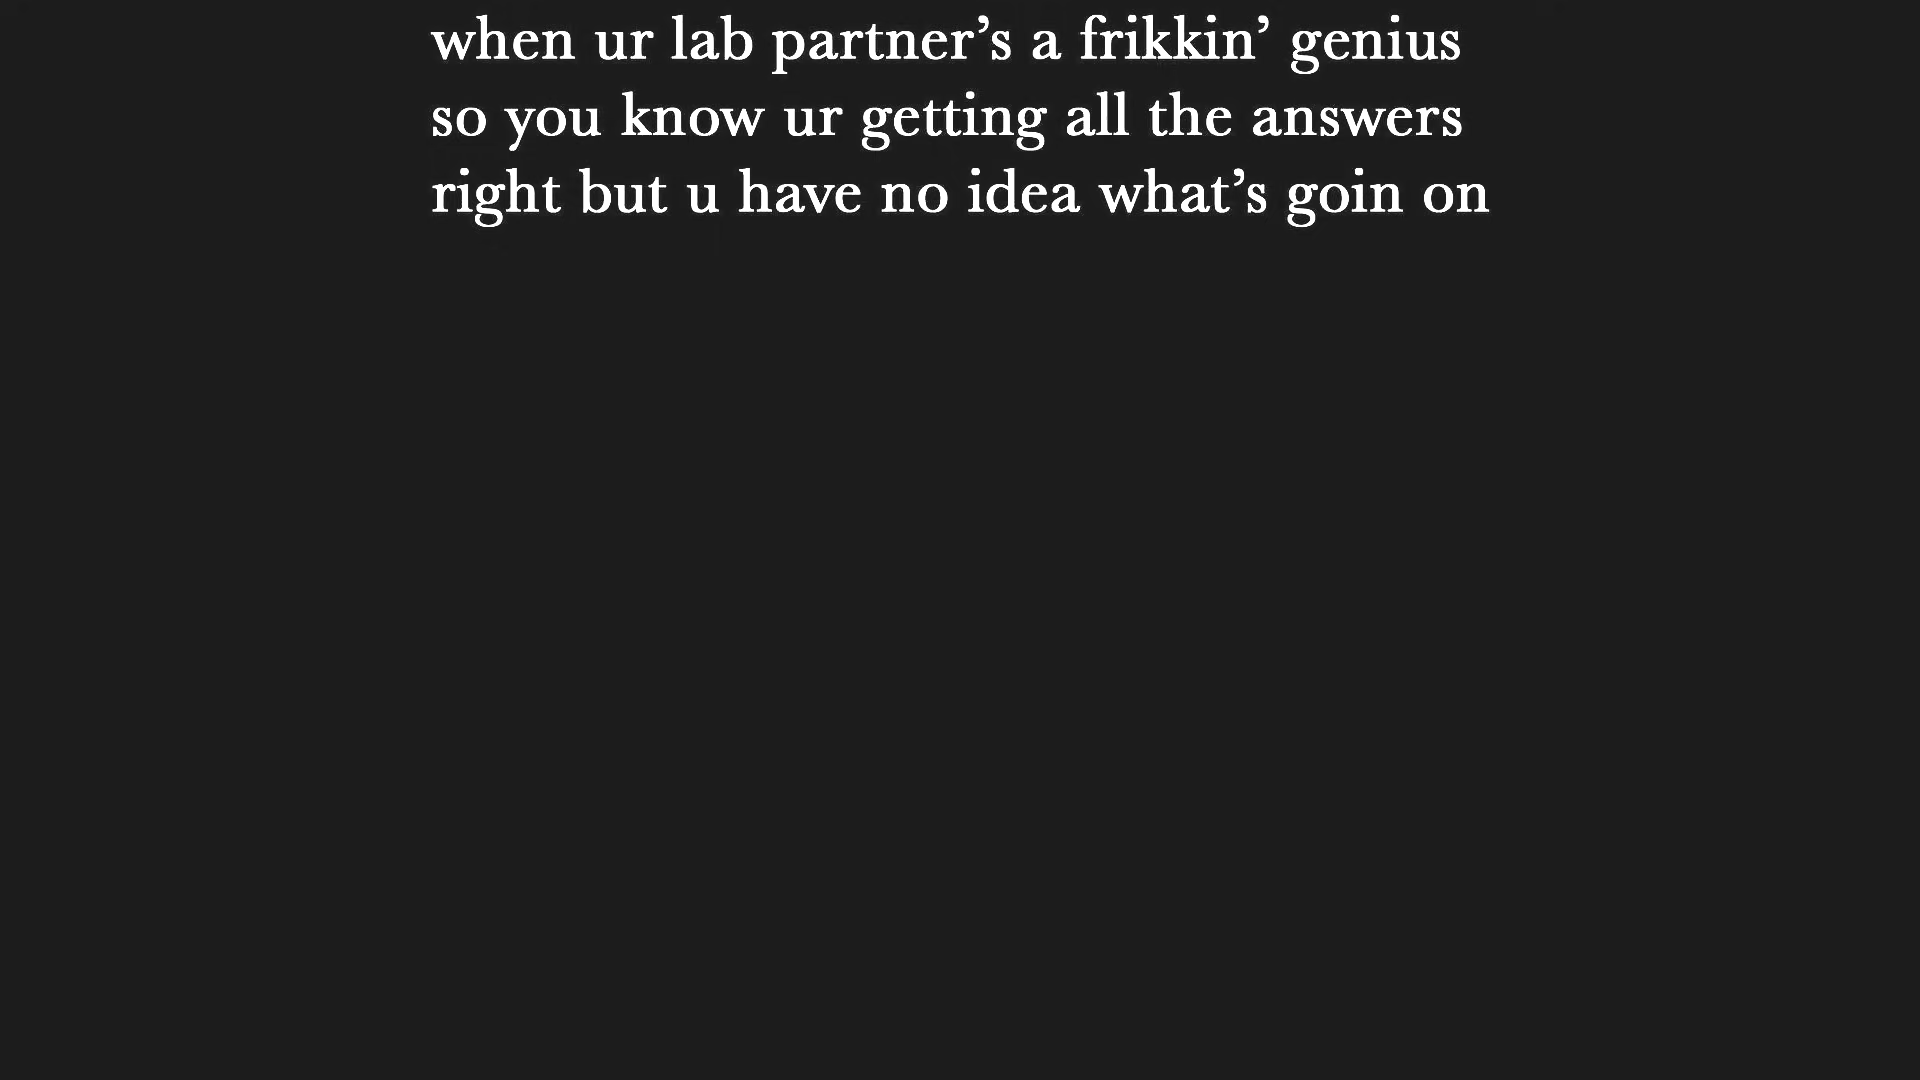 when ur lab partner’s a frikkin’ genius
so you know ur getting all the answers
right but u have no idea what’s goin on